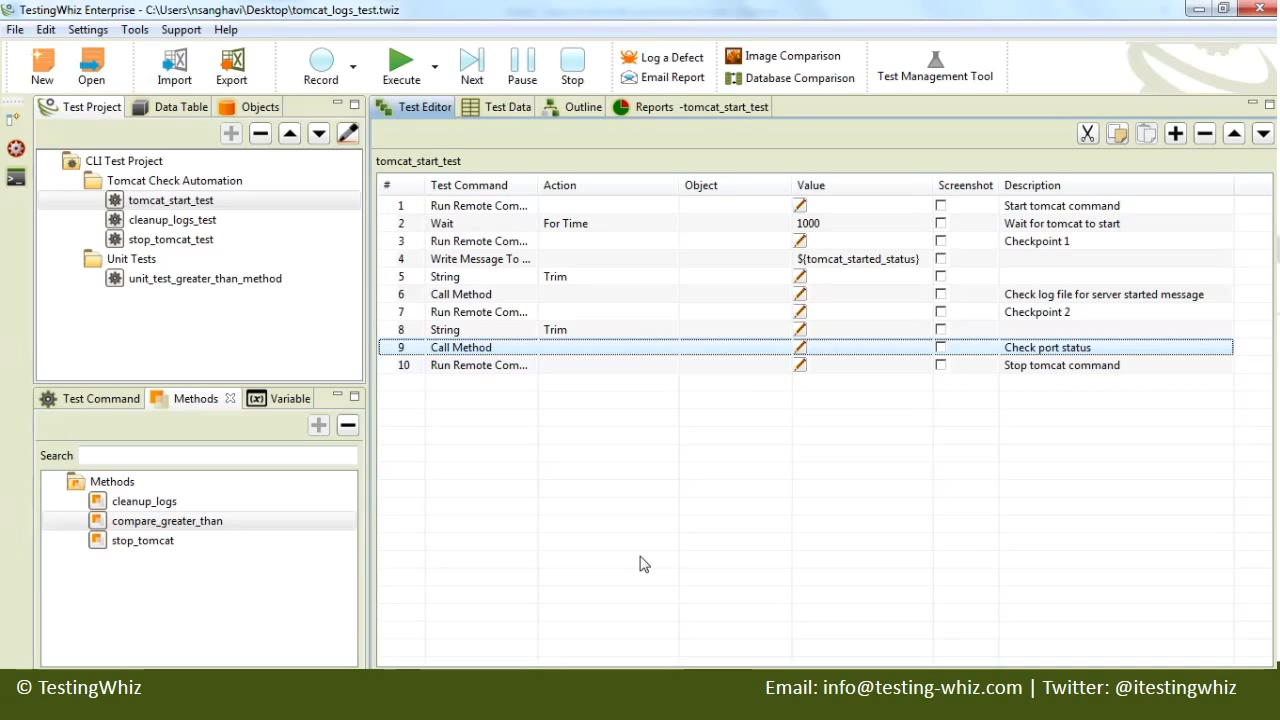 TestingWhiz Enterprise - C:\Users\nsanghavi\Desktop\tomcat_logs_test.twiz
File Edit Settings Tools Support Help
New Open Import Export Record Execute Next Pause Stop
Log a Defect
Email Report
Image Comparison
Database Comparison
Test Management Tool
Test Project Data Table Objects
CLI Test Project
Tomcat Check Automation
tomcat_start_test
cleanup_logs_test
stop_tomcat_test
Unit Tests
unit_test_greater_than_method
Test Command Methods (x) Variable
Search
Methods
cleanup_logs
compare_greater_than
stop_tomcat
Test Editor Test Data Outline Reports -tomcat_start_test
tomcat_start_test
# Test Command Action Object Value Screenshot Description
1 Run Remote Com... Start tomcat command
2 Wait For Time 1000 Wait for tomcat to start
3 Run Remote Com... Checkpoint 1
4 Write Message To ... ${tomcat_started_status}
5 String Trim
6 Call Method Check log file for server started message
7 Run Remote Com... Checkpoint 2
8 String Trim
9 Call Method Check port status
10 Run Remote Com... Stop tomcat command
© TestingWhiz Email: info@testing-whiz.com | Twitter: @itestingwhiz